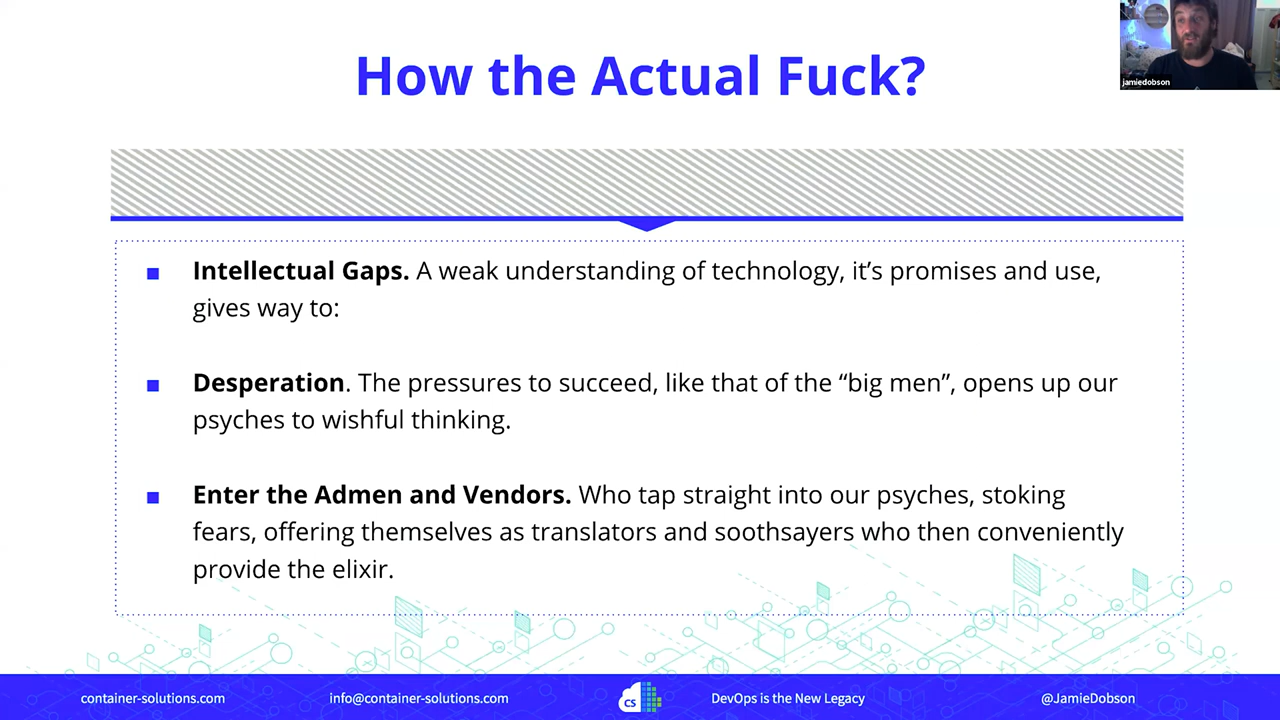 How the Actual Fuck?
jamiedobson
■ Intellectual Gaps. A weak understanding of technology, it’s promises and use,
gives way to:
■ Desperation. The pressures to succeed, like that of the “big men”, opens up our
psyches to wishful thinking.
■ Enter the Admen and Vendors. Who tap straight into our psyches, stoking
fears, offering themselves as translators and soothsayers who then conveniently
provide the elixir.
container-solutions.com
info@container-solutions.com
CS
DevOps is the New Legacy
@JamieDobson